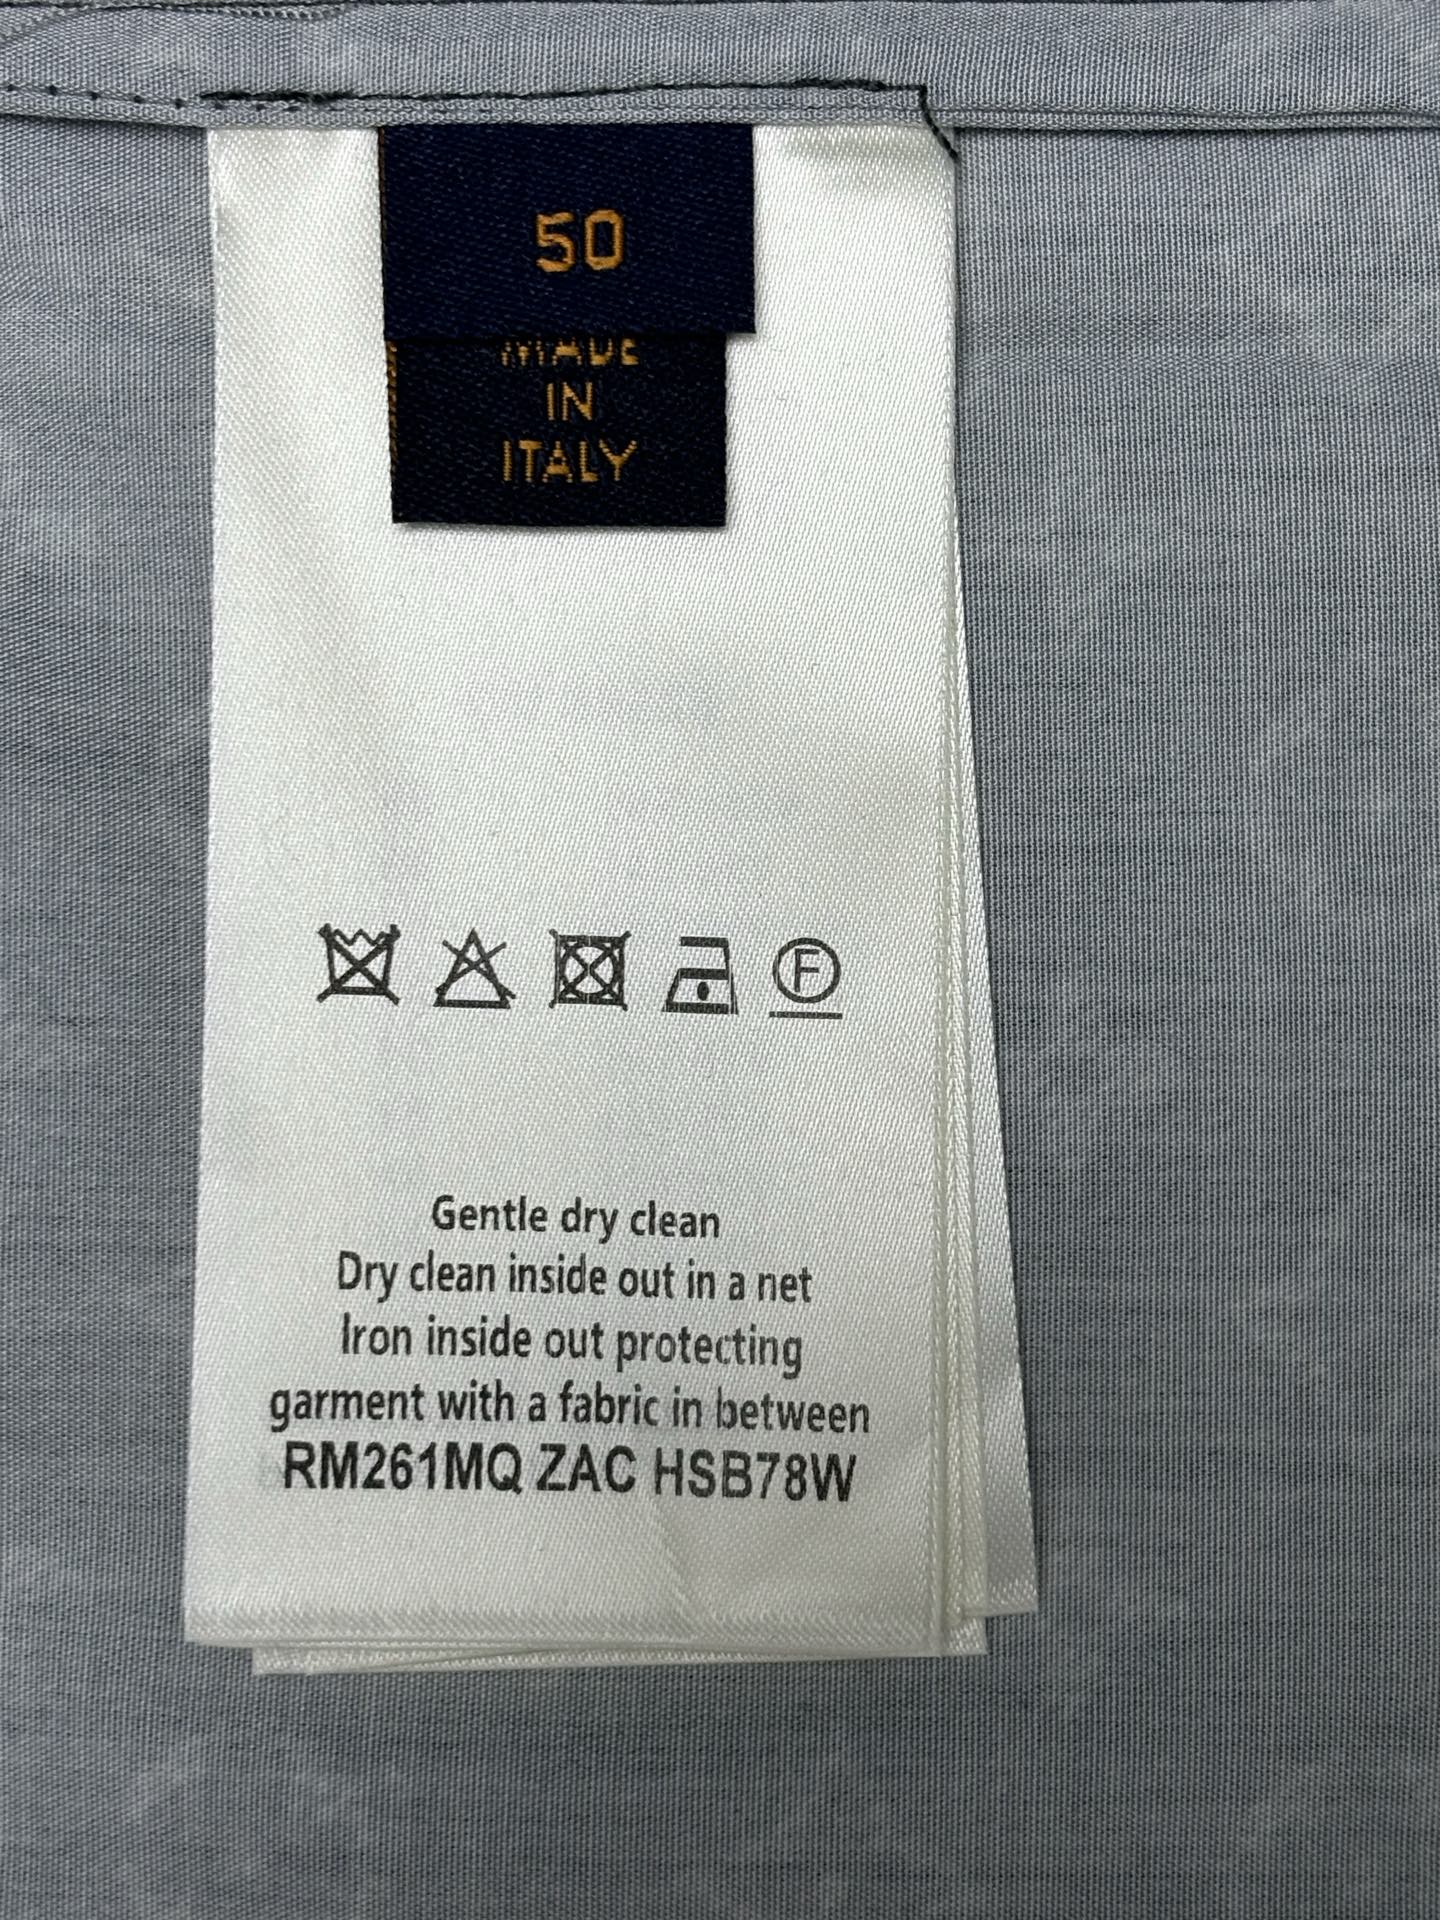 50
MADE
IN
ITALY
F
Gentle dry clean
Dry clean inside out in a net
Iron inside out protecting
garment with a fabric in between
RM261MQ ZAC HSB78W